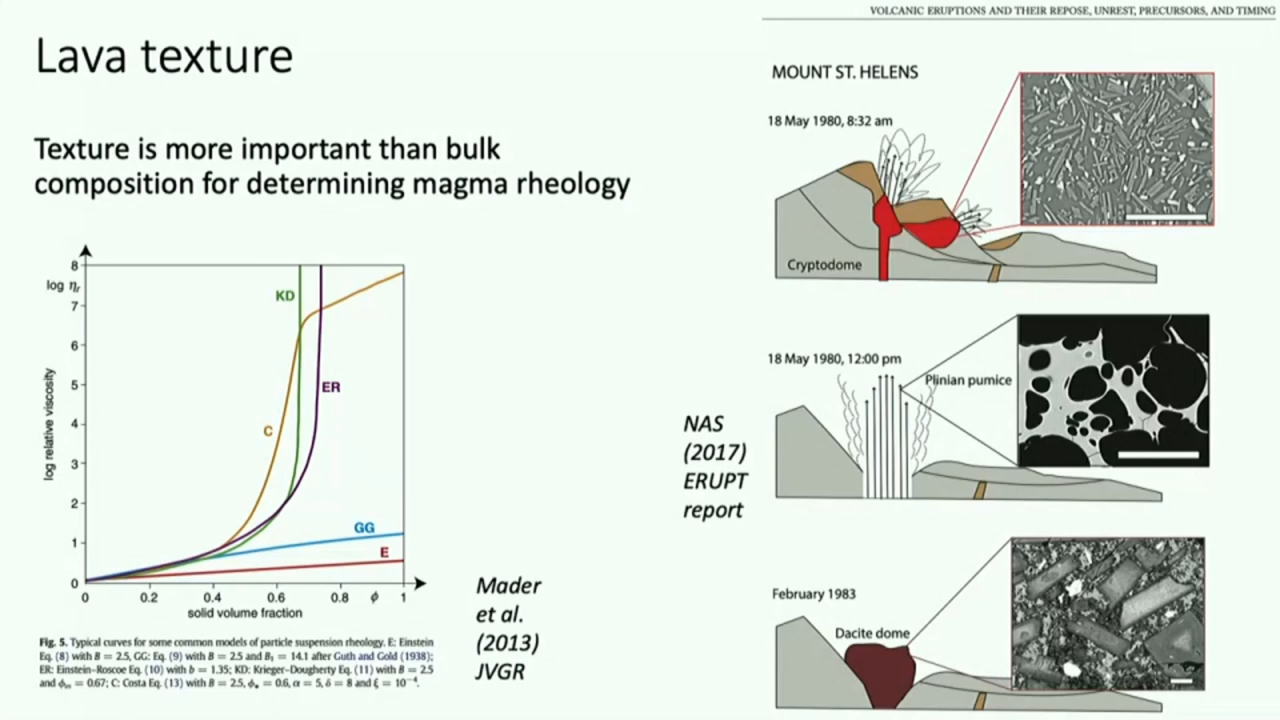 VOLCANIC ERUPTIONS AND THEIR REPOSE, UNREST, PRECURSORS, AND TIMING
Lava texture
Texture is more important than bulk
composition for determining magma rheology
8
log ηr
7
6
5
4
3
2
1
0
log relative viscosity
KD
ER
C
GG
E
0
0.2
0.4
0.6
0.8
ϕ
1
solid volume fraction
Fig. 5. Typical curves for some common models of particle suspension rheology. E: Einstein
Eq. (8) with B = 2.5, GG: Eq. (9) with B = 2.5 and B₁ = 14.1 after Guth and Gold (1938);
ER: Einstein–Roscoe Eq. (10) with b = 1.35; KD: Krieger–Dougherty Eq. (11) with B = 2.5
and ϕm = 0.67; C: Costa Eq. (13) with B = 2.5, ϕ* = 0.6, α = 5, δ = 8 and ξ = 10⁻⁴.
Mader
et al.
(2013)
JVGR
NAS
(2017)
ERUPT
report
MOUNT ST. HELENS
18 May 1980, 8:32 am
Cryptodome
18 May 1980, 12:00 pm
Plinian pumice
February 1983
Dacite dome